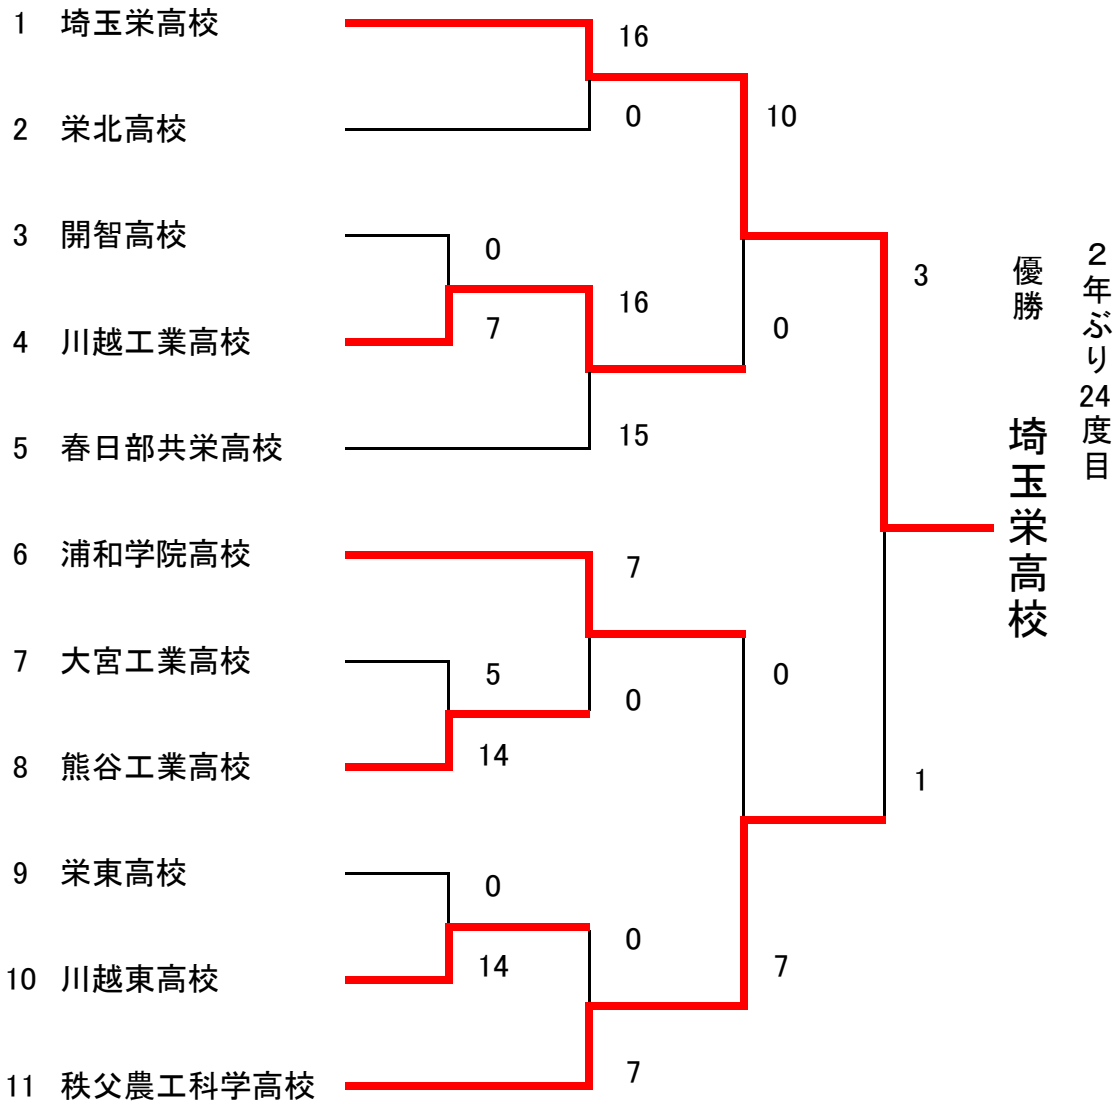 1 埼玉栄高校
16
0
10
2 栄北高校
3 開智高校
0
16
7
4 川越工業高校
15
5 春日部共栄高校
0
3
6 浦和学院高校
7
7 大宮工業高校
5
0
14
8 熊谷工業高校
0
1
9 栄東高校
0
0
14
10 川越東高校
7
7
11 秩父農工科学高校
優勝
埼玉栄高校
２年ぶり24度目